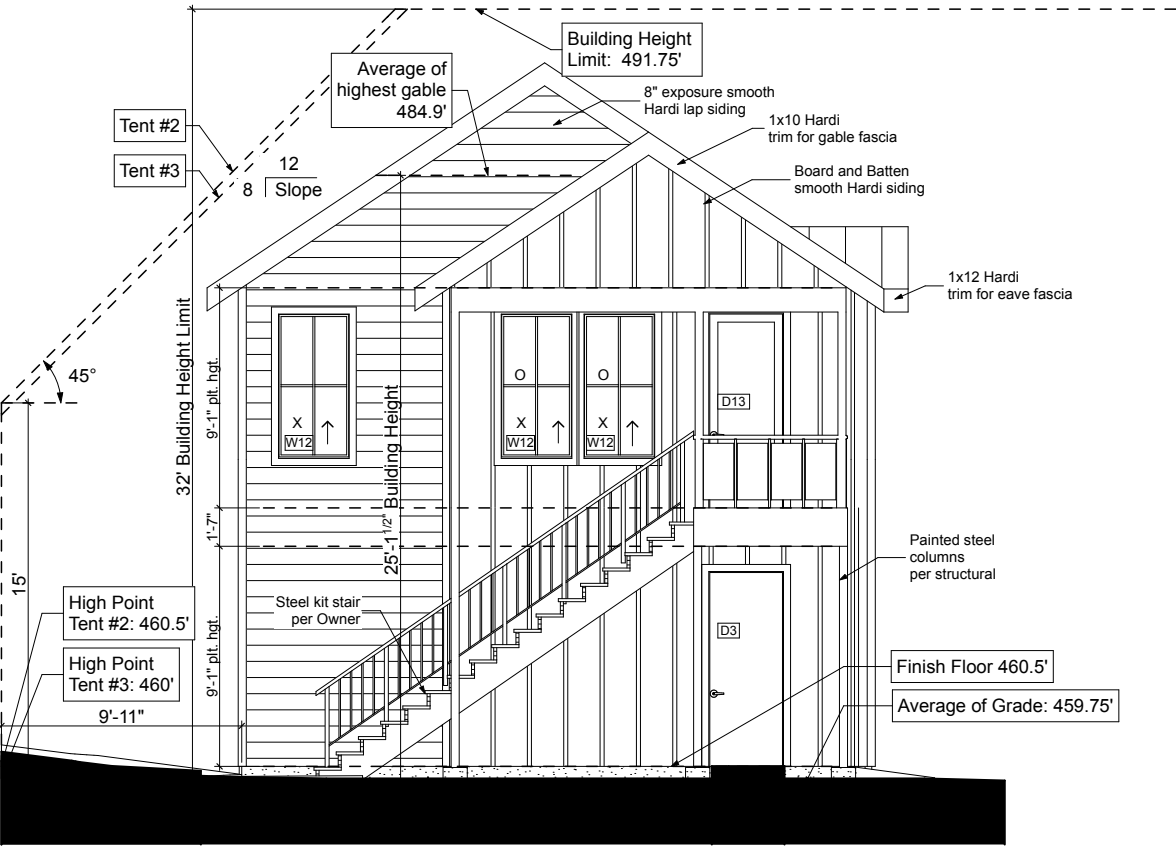 Building Height
Limit: 491.75'
Average of
highest gable
484.9'
8" exposure smooth
Hardi lap siding
1x10 Hardi
trim for gable fascia
Tent #2
Tent #3
12
8
Slope
Board and Batten
smooth Hardi siding
1x12 Hardi
trim for eave fascia
45°
32' Building Height Limit
9'-1" plt. hgt.
25'-1 1/2" Building Height
O
O
X
X
X
W12
W12
W12
D13
1'-7"
15'
Painted steel
columns
per structural
High Point
Tent #2: 460.5'
Steel kit stair
per Owner
9'-1" plt. hgt.
D3
High Point
Tent #3: 460'
Finish Floor 460.5'
Average of Grade: 459.75'
9'-11"